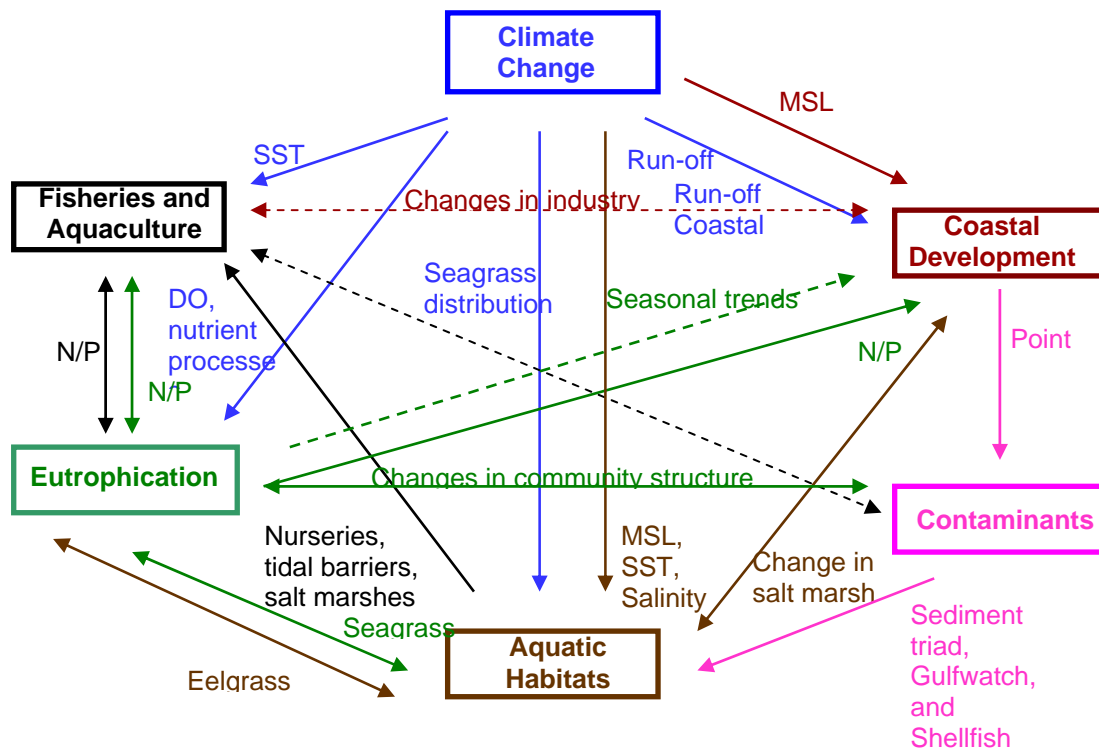 Climate
Change
MSL
SST
Run-off
Fisheries and
Aquaculture
Changes in industry
Run-off
Coastal
Coastal
Development
Seagrass
distribution
DO,
nutrient
processe
Seasonal trends
N/P
N/P
N/P
Point
Eutrophication
Changes in community structure
Contaminants
Nurseries,
tidal barriers,
salt marshes
MSL,
SST,
Salinity
Change in
salt marsh
Seagrass
Aquatic
Habitats
Eelgrass
Sediment
triad,
Gulfwatch,
and
Shellfish